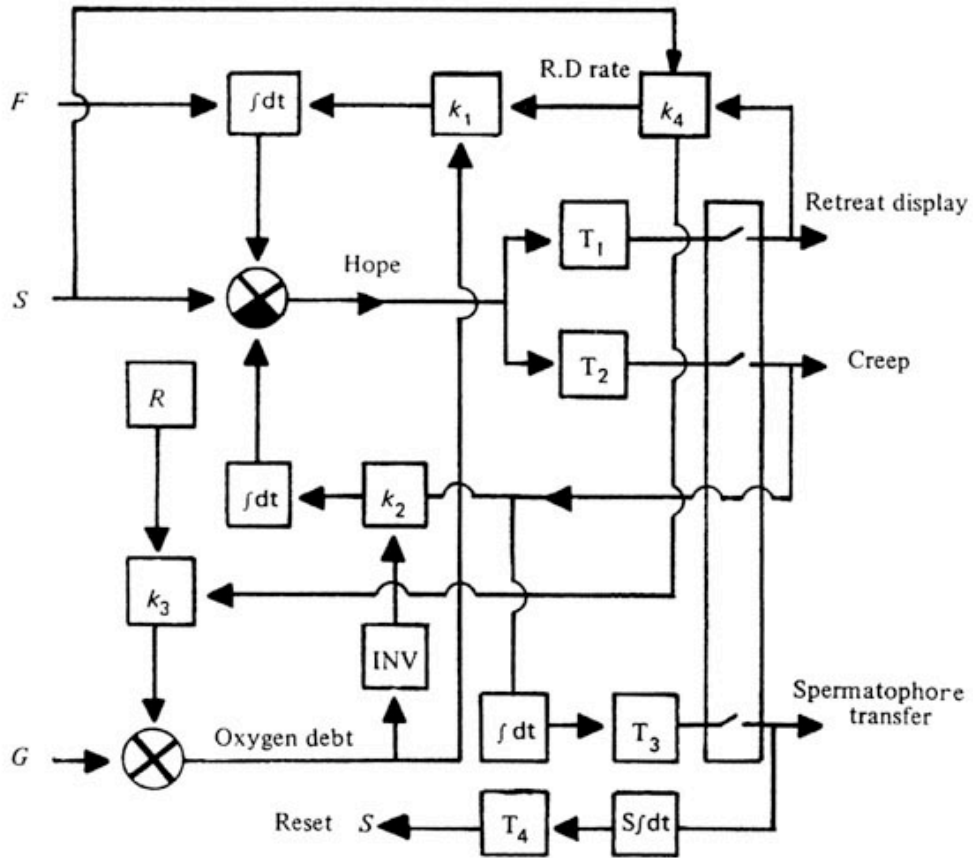 R.D rate
F
∫dt
k₁
k₄
Retreat display
T₁
Hope
S
T₂
Creep
R
∫dt
k₂
k₃
INV
Spermatophore
transfer
Oxygen debt
∫dt
T₃
G
Reset S
T₄
S∫dt